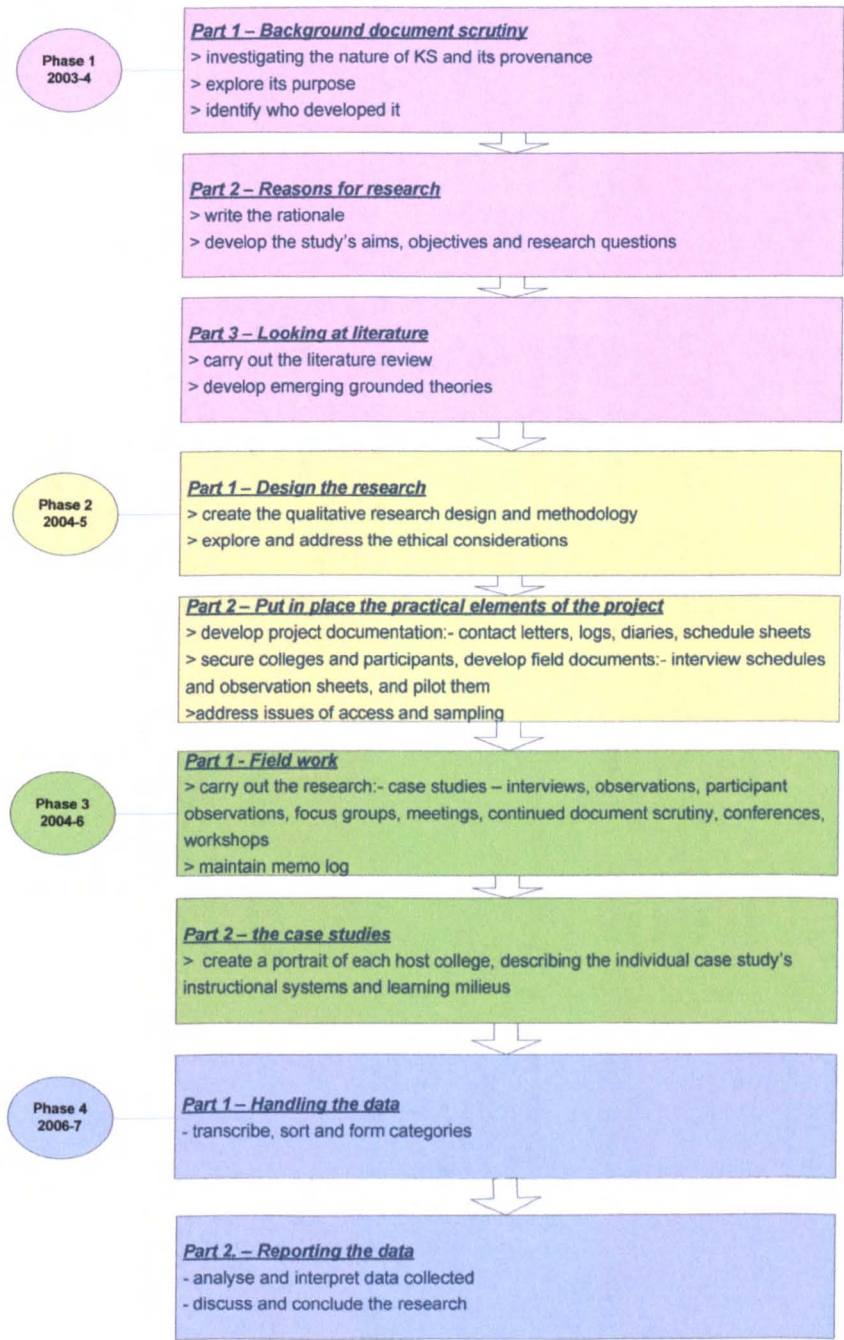 Phase 1
2003-4
Part 1 – Background document scrutiny
> investigating the nature of KS and its provenance
> explore its purpose
> identify who developed it
Part 2 – Reasons for research
> write the rationale
> develop the study's aims, objectives and research questions
Part 3 – Looking at literature
> carry out the literature review
> develop emerging grounded theories
Phase 2
2004-5
Part 1 – Design the research
> create the qualitative research design and methodology
> explore and address the ethical considerations
Part 2 – Put in place the practical elements of the project
> develop project documentation:- contact letters, logs, diaries, schedule sheets
> secure colleges and participants, develop field documents:- interview schedules
and observation sheets, and pilot them
>address issues of access and sampling
Phase 3
2004-6
Part 1 - Field work
> carry out the research:- case studies – interviews, observations, participant
observations, focus groups, meetings, continued document scrutiny, conferences,
workshops
> maintain memo log
Part 2 – the case studies
> create a portrait of each host college, describing the individual case study's
instructional systems and learning milieus
Phase 4
2006-7
Part 1 – Handling the data
- transcribe, sort and form categories
Part 2. – Reporting the data
- analyse and interpret data collected
- discuss and conclude the research